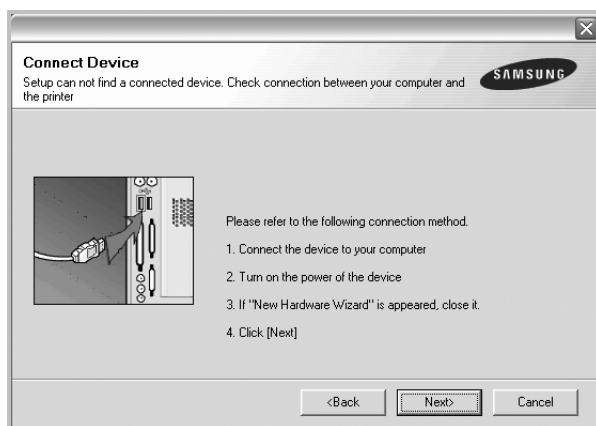 Connect Device
Setup can not find a connected device. Check connection between your computer and
the printer
SAMSUNG
Please refer to the following connection method.
1. Connect the device to your computer
2. Turn on the power of the device
3. If "New Hardware Wizard" is appeared, close it.
4. Click [Next]
<Back
Next>
Cancel